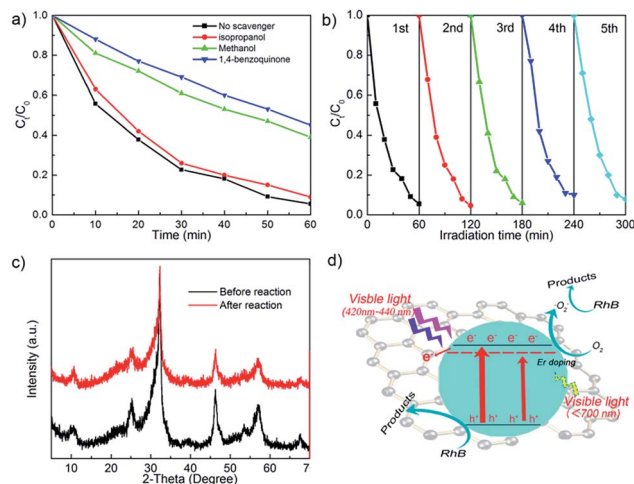 a)
No scavenger
isopropanol
Methanol
1,4-benzoquinone
Ct/C0
1.0
0.8
0.6
0.4
0.2
0.0
0 10 20 30 40 50 60
Time (min)
b)
1st 2nd 3rd 4th 5th
Ct/C0
1.0
0.8
0.6
0.4
0.2
0.0
0 60 120 180 240 300
Irradiation time (min)
c)
Before reaction
After reaction
Intensity (a.u.)
10 20 30 40 50 60 7
2-Theta (Degree)
d)
Products
RhB
·O2-
O2
Visble light
(420nm-440 nm)
e- e- e- e-
e-
Er doping
Visible light
(<700 nm)
h+ h+ h+ h+
Products
RhB